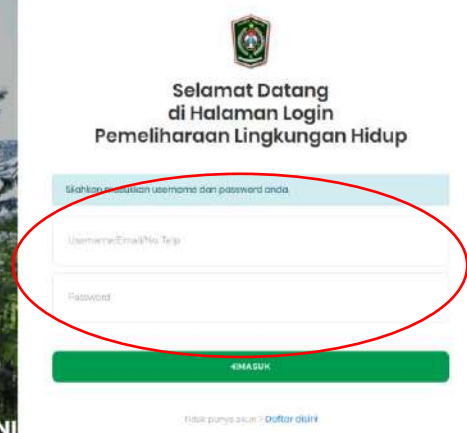 Selamat Datang
di Halaman Login
Pemeliharaan Lingkungan Hidup
Silahkan masukkan username dan password anda.
Username/Email/No. Telp
Password
MASUK
Tidak punya akun ? Daftar disini
NI